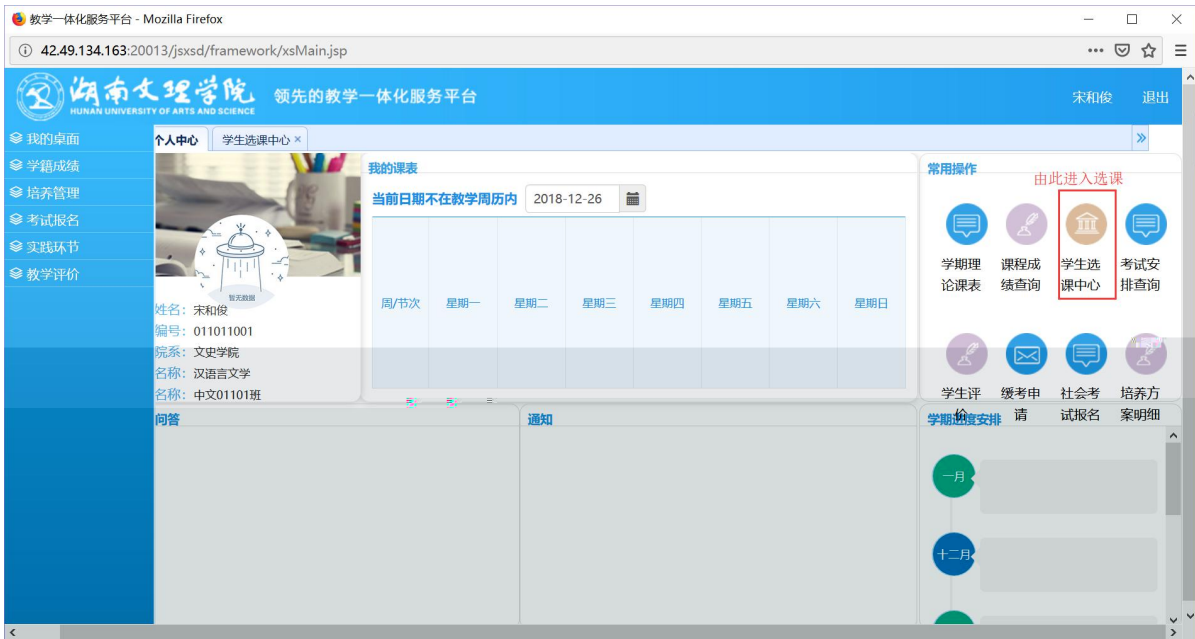 教学一体化服务平台 - Mozilla Firefox
42.49.134.163:20013/jsxsd/framework/xsMain.jsp
湖南文理学院
HUNAN UNIVERSITY OF ARTS AND SCIENCE
领先的教学一体化服务平台
宋和俊 退出
我的桌面
学籍成绩
培养管理
考试报名
实践环节
教学评价
个人中心 学生选课中心
暂无数据
姓名: 宋和俊
编号: 011011001
院系: 文史学院
名称: 汉语言文学
名称: 中文01101班
我的课表
当前日期不在教学周历内 2018-12-26
周/节次 星期一 星期二 星期三 星期四 星期五 星期六 星期日
常用操作
由此进入选课
学期理论课表
课程成绩查询
学生选课中心
考试安排查询
学生评价
缓考申请
社会考试报名
培养方案明细
问答
通知
学期进度安排
一月
十二月